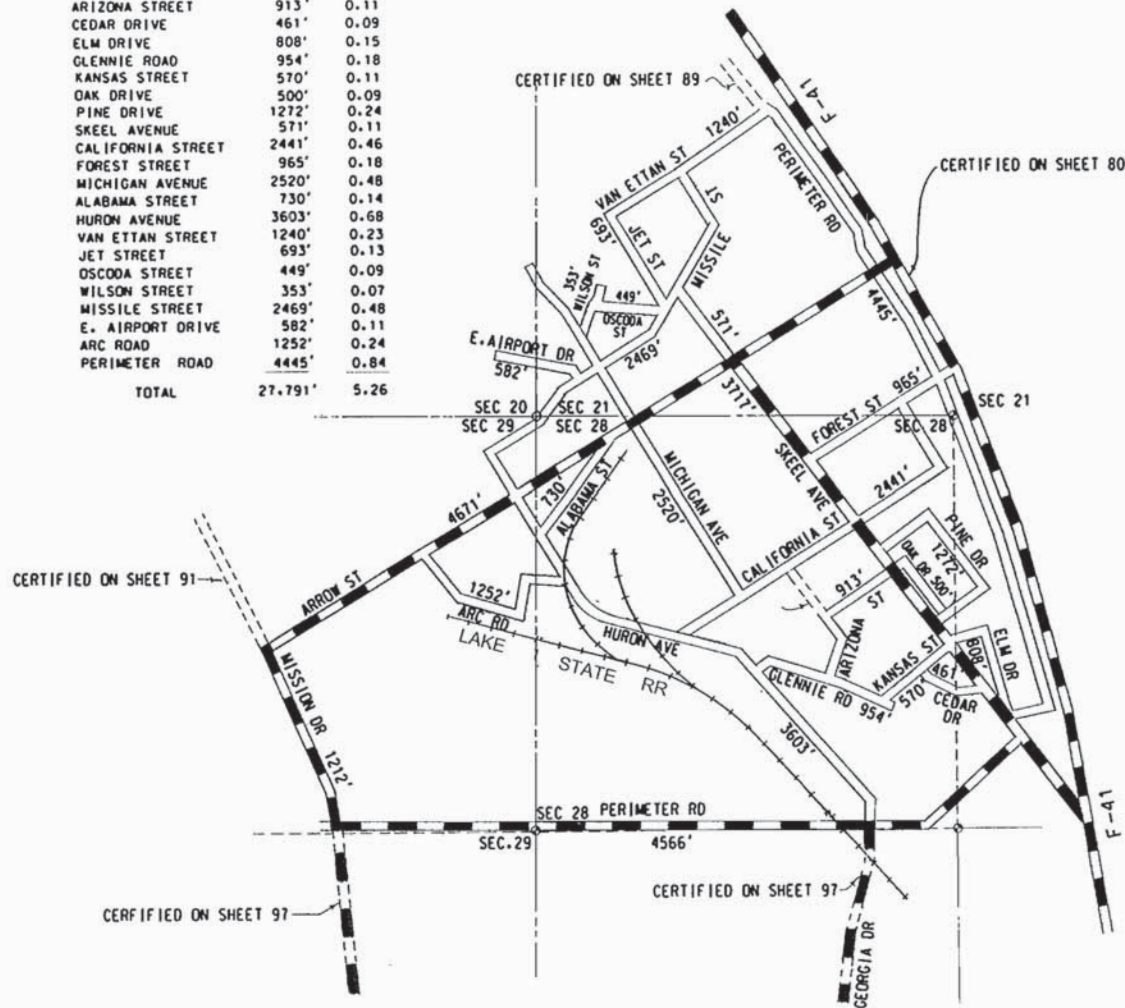 ARIZONA STREET 913' 0.11
CEDAR DRIVE 461' 0.09
ELM DRIVE 808' 0.15
GLENNIE ROAD 954' 0.18
KANSAS STREET 570' 0.11
OAK DRIVE 500' 0.09
PINE DRIVE 1272' 0.24
SKEEL AVENUE 571' 0.11
CALIFORNIA STREET 2441' 0.46
FOREST STREET 965' 0.18
MICHIGAN AVENUE 2520' 0.48
ALABAMA STREET 730' 0.14
HURON AVENUE 3603' 0.68
VAN ETTAN STREET 1240' 0.23
JET STREET 693' 0.13
OSCODA STREET 449' 0.09
WILSON STREET 353' 0.07
MISSILE STREET 2469' 0.48
E. AIRPORT DRIVE 582' 0.11
ARC ROAD 1252' 0.24
PERIMETER ROAD 4445' 0.84
TOTAL 27.791' 5.26
CERTIFIED ON SHEET 89
F-41
CERTIFIED ON SHEET 80
VAN ETTAN ST 1240'
PERIMETER RD
4445'
JET ST
693'
MISSILE ST
WILSON ST
353'
449'
OSCODA
ST
2469'
571'
E.AIRPORT DR
582'
3717'
SKEEL AVE
FOREST ST 965'
SEC 20 SEC 21
SEC 29 SEC 28
SEC 21
SEC 28
MICHIGAN AVE
2520'
730'
ALABAMA ST
4671'
ARROW ST
CALIFORNIA ST
2441'
PINE DR
1272'
OAK DR 500'
913'
ARIZONA ST
CERTIFIED ON SHEET 91
1252'
ARC RD
LAKE STATE RR
HURON AVE
KANSAS ST
570'
GLENNIE RD 954'
461'
CEDAR
DR
808'
ELM DR
MISSION DR 1212'
3603'
SEC 28 PERIMETER RD
SEC.29 4566'
F-41
CERFIFIED ON SHEET 97
CERTIFIED ON SHEET 97
GEORGIA DR